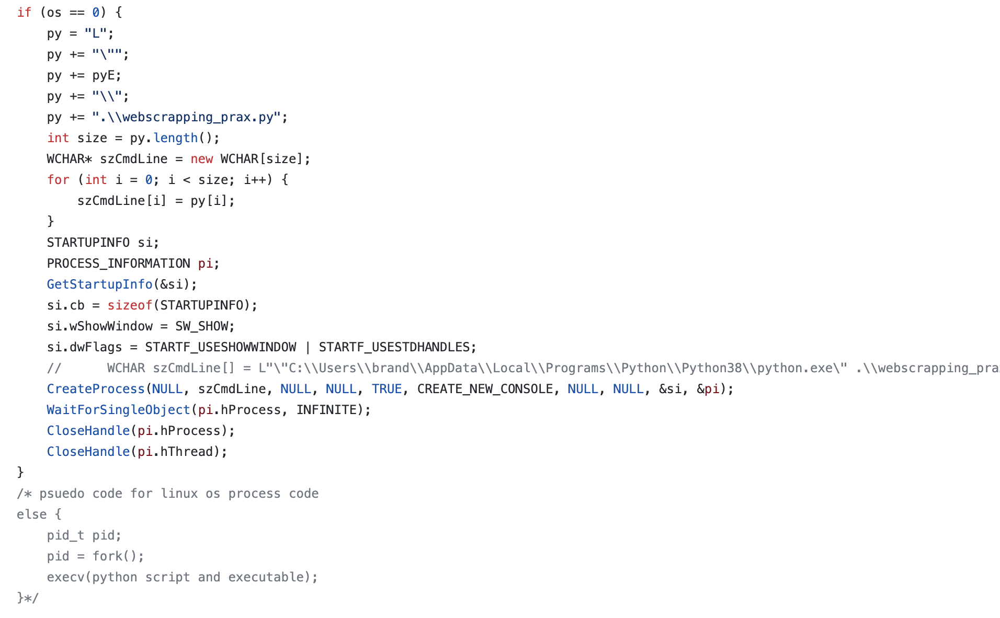 if (os == 0) {
    py = "L";
    py += "\"";
    py += pyE;
    py += "\\";
    py += ".\\webscrapping_prax.py";
    int size = py.length();
    WCHAR* szCmdLine = new WCHAR[size];
    for (int i = 0; i < size; i++) {
        szCmdLine[i] = py[i];
    }
    STARTUPINFO si;
    PROCESS_INFORMATION pi;
    GetStartupInfo(&si);
    si.cb = sizeof(STARTUPINFO);
    si.wShowWindow = SW_SHOW;
    si.dwFlags = STARTF_USESHOWWINDOW | STARTF_USESTDHANDLES;
    //      WCHAR szCmdLine[] = L"\"C:\\Users\\brand\\AppData\\Local\\Programs\\Python\\Python38\\python.exe\" .\\webscrapping_pra
    CreateProcess(NULL, szCmdLine, NULL, NULL, TRUE, CREATE_NEW_CONSOLE, NULL, NULL, &si, &pi);
    WaitForSingleObject(pi.hProcess, INFINITE);
    CloseHandle(pi.hProcess);
    CloseHandle(pi.hThread);
}
/* psuedo code for linux os process code
else {
    pid_t pid;
    pid = fork();
    execv(python script and executable);
}*/